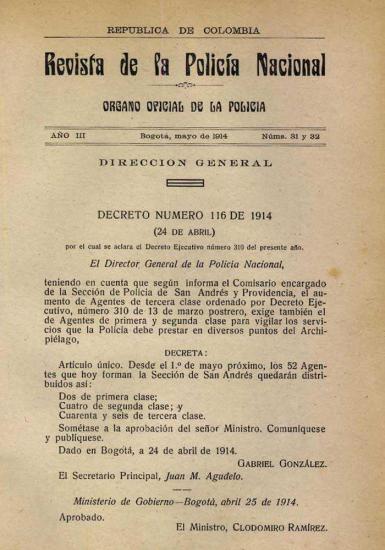 REPUBLICA DE COLOMBIA
Revista de la Policía Nacional
ORGANO OFICIAL DE LA POLICIA
AÑO III Bogotá, mayo de 1914 Núms. 31 y 32
DIRECCION GENERAL
DECRETO NUMERO 116 DE 1914
(24 DE ABRIL)
por el cual se aclara el Decreto Ejecutivo número 310 del presente año.
El Director General de la Policía Nacional,
teniendo en cuenta que según informa el Comisario encargado
de la Sección de Policía de San Andrés y Providencia, el au-
mento de Agentes de tercera clase ordenado por Decreto Eje-
cutivo, número 310 de 13 de marzo postrero, exige también el
de Agentes de primera y segunda clase para vigilar los servi-
cios que la Policía debe prestar en diversos puntos del Archi-
piélago,
DECRETA:
Artículo único. Desde el 1.º de mayo próximo, los 52 Agen-
tes que hoy forman la Sección de San Andrés quedarán distri-
buídos así:
Dos de primera clase;
Cuatro de segunda clase; y
Cuarenta y seis de tercera clase.
Sométase a la aprobación del señor Ministro. Comuníquese
y publíquese.
Dado en Bogotá, a 24 de abril de 1914.
GABRIEL GONZÁLEZ.
El Secretario Principal, Juan M. Agudelo.
Ministerio de Gobierno—Bogotá, abril 25 de 1914.
Aprobado.
El Ministro, CLODOMIRO RAMÍREZ.